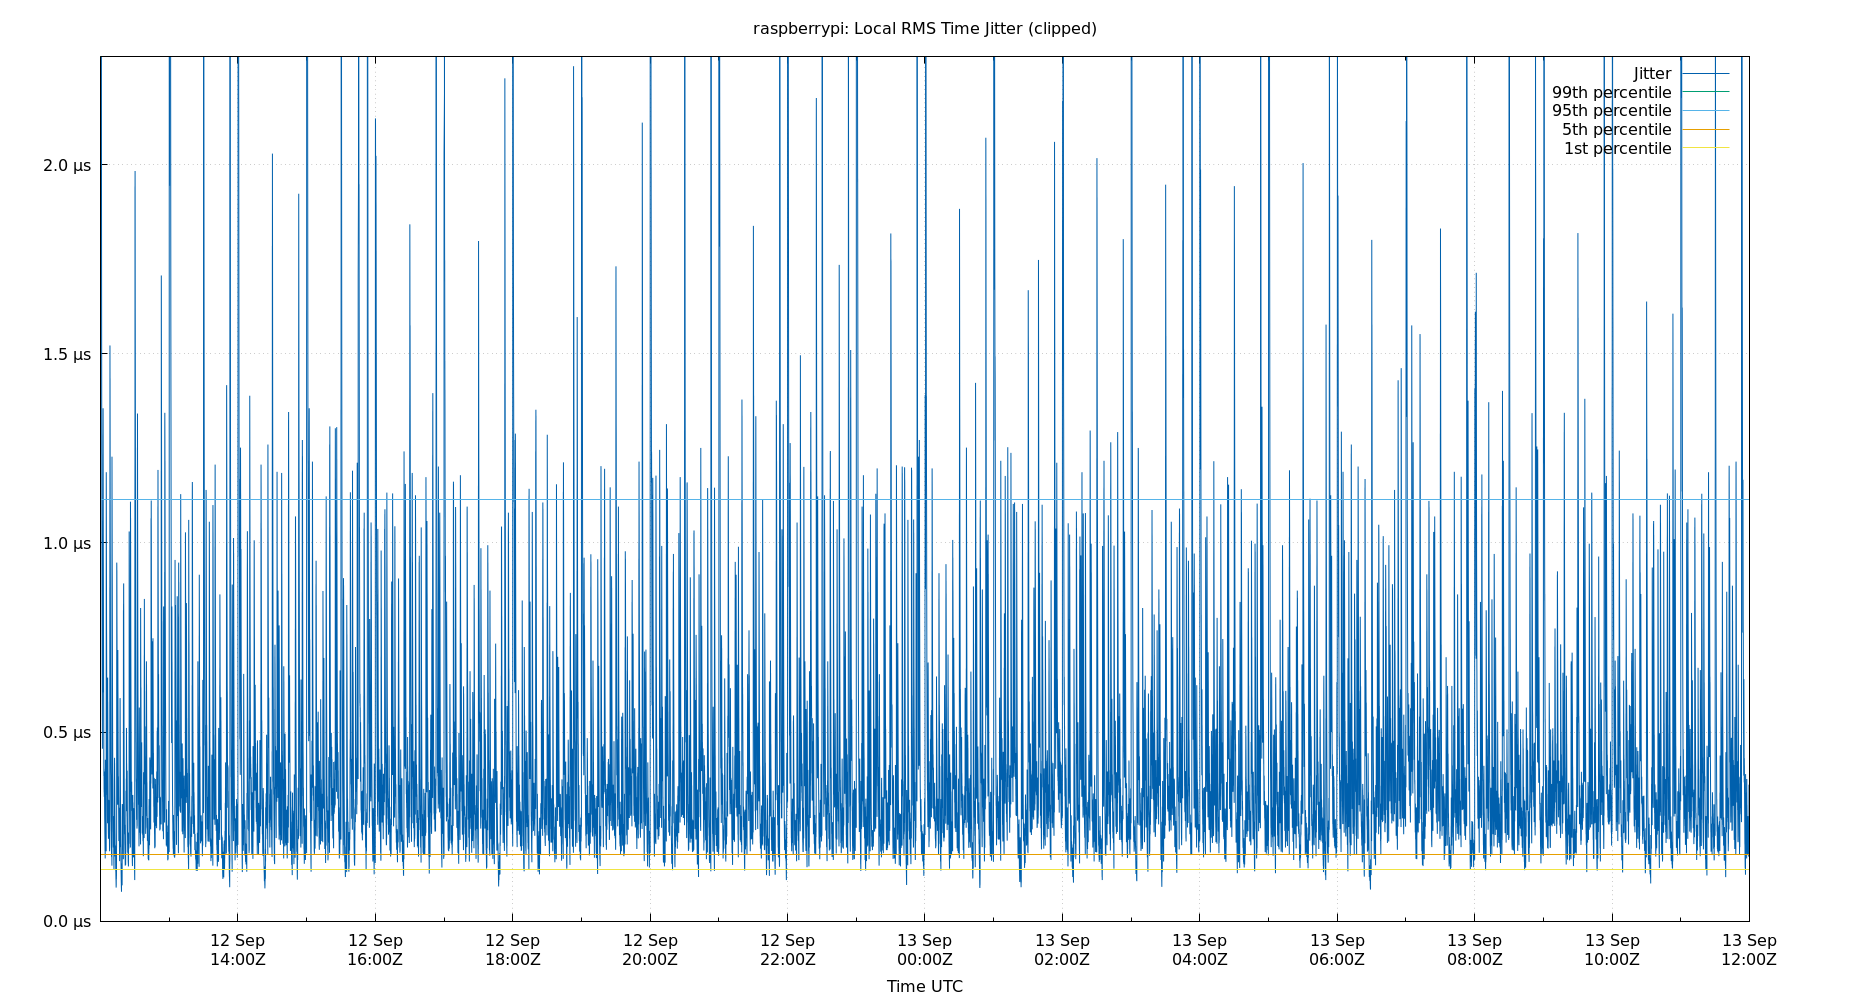 raspberrypi: Local RMS Time Jitter (clipped)
Jitter
99th percentile
95th percentile
5th percentile
1st percentile
2.0 µs
1.5 µs
1.0 µs
0.5 µs
0.0 µs
12 Sep 12 Sep 12 Sep 12 Sep 12 Sep 13 Sep 13 Sep 13 Sep 13 Sep 13 Sep 13 Sep 13 Sep
14:00Z 16:00Z 18:00Z 20:00Z 22:00Z 00:00Z 02:00Z 04:00Z 06:00Z 08:00Z 10:00Z 12:00Z
Time UTC